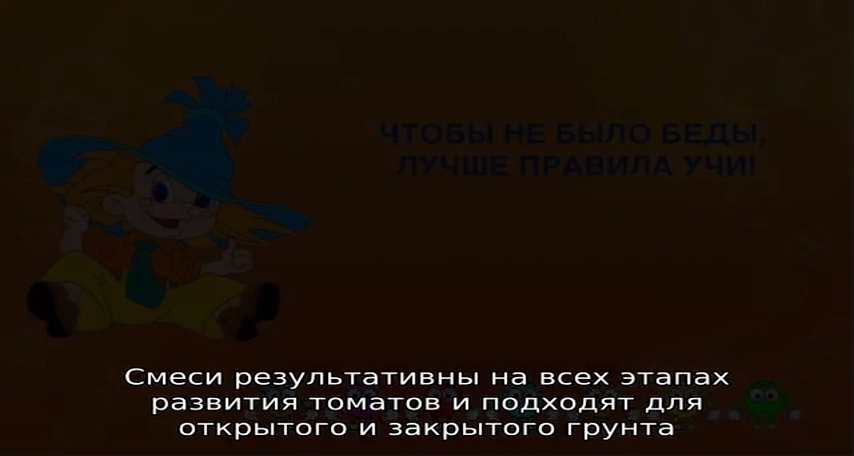 ЧТОБЫ НЕ БЫЛО БЕДЫ,
ЛУЧШЕ ПРАВИЛА УЧИ!
Смеси результативны на всех этапах
развития томатов и подходят для
открытого и закрытого грунта